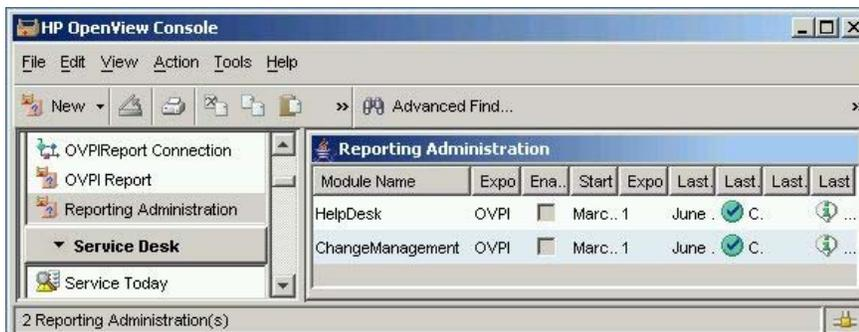 HP OpenView Console
File Edit View Action Tools Help
New Advanced Find...
OVPIReport Connection
OVPI Report
Reporting Administration
Service Desk
Service Today
Reporting Administration
Module Name Expo Ena.. Start Expo Last. Last. Last. Last
HelpDesk OVPI Marc.. 1 June . C. ...
ChangeManagement OVPI Marc.. 1 June . C. ...
2 Reporting Administration(s)